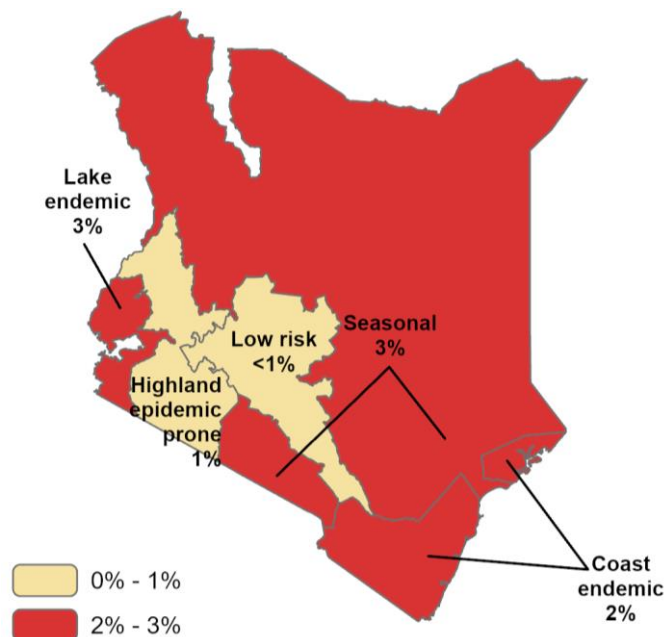 Lake
endemic
3%
Seasonal
3%
Low risk
<1%
Highland
epidemic
prone
1%
Coast
endemic
2%
0% - 1%
2% - 3%